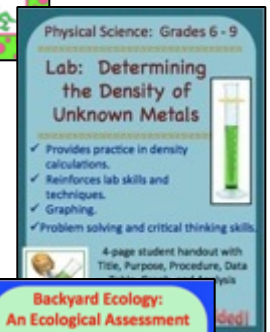 Physical Science: Grades 6 - 9
Lab: Determining
the Density of
Unknown Metals
✓ Provides practice in density
calculations.
✓ Reinforces lab skills and
techniques.
✓ Graphing.
✓Problem solving and critical thinking skills.
4-page student handout with
Title, Purpose, Procedure, Data
Backyard Ecology:
An Ecological Assessment